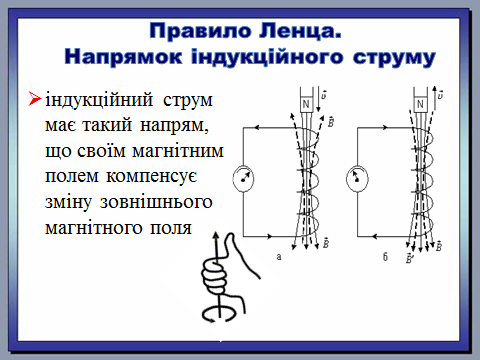 Правило Ленца.
Напрямок індукційного струму
індукційний струм
має такий напрям,
що своїм магнітним
полем компенсує
зміну зовнішнього
магнітного поля
N
υ
B'
B
а
N
υ
B'
B
б